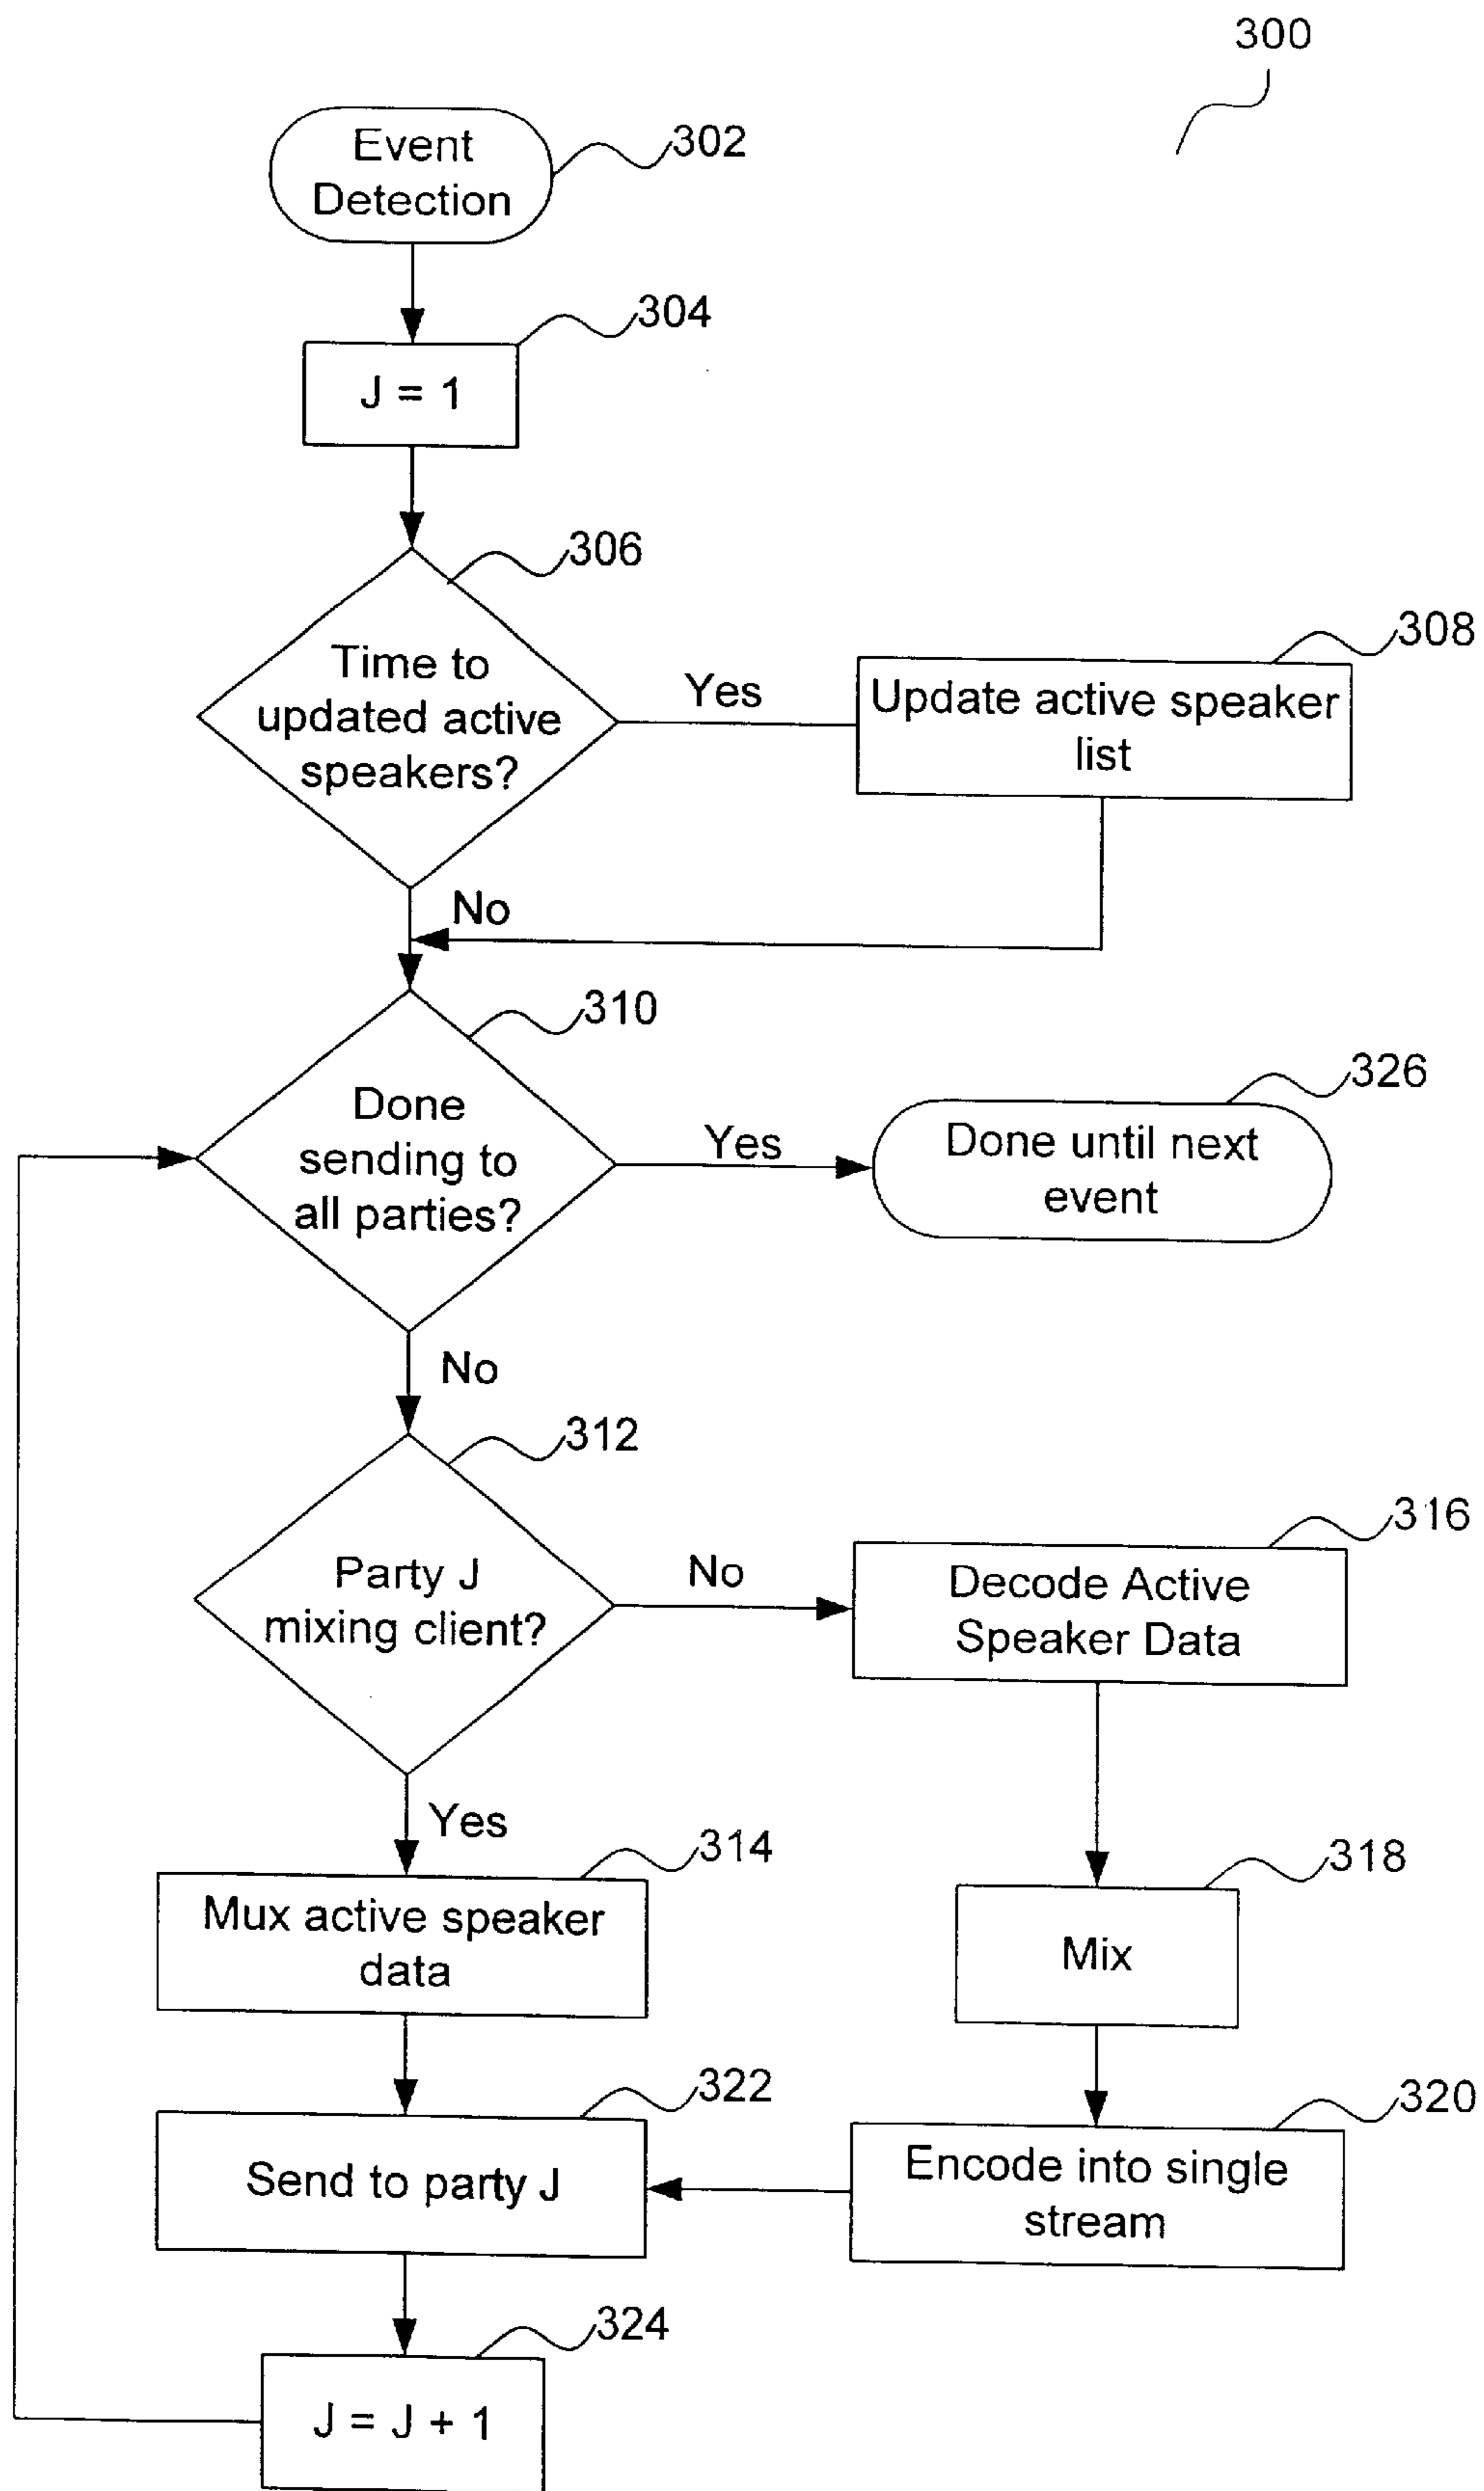 300
Event
Detection
302
304
J = 1
306
Time to
updated active
speakers?
Yes
308
Update active speaker
list
No
310
Done
sending to
all parties?
Yes
326
Done until next
event
No
312
Party J
mixing client?
No
316
Decode Active
Speaker Data
Yes
314
Mux active speaker
data
318
Mix
322
Send to party J
320
Encode into single
stream
324
J = J + 1